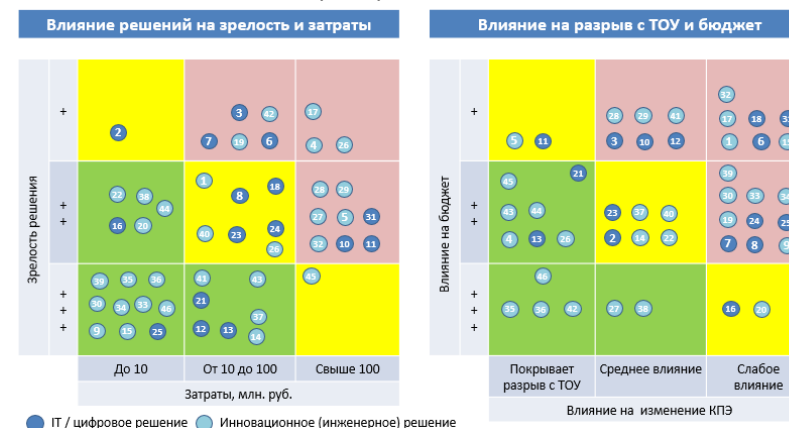 Влияние решений на зрелость и затраты
Зрелость решения
+
2
3 42
7 19 6
17
4 26
+
+
22 38
44
16 20
1
18
8
40 23 24
26
28 29
27 5 31
32 10 11
+
+
+
39 35 36
30 34 33 46
9 15 25
41 43
21
37
12 13 14
45
До 10 От 10 до 100 Свыше 100
Затраты, млн. руб.
IT / цифровое решение Инновационное (инженерное) решение
Влияние на разрыв с ТОУ и бюджет
Влияние на бюджет
+
5 11
28 29 41
3 10 12
32
17 18
1 6
+
+
21
45
43 44
4 13 26
23 37 40
2 14 22
39
30 33
19 24
7 8
+
+
+
46
35 36 42
27 38
16 20
Покрывает
разрыв с ТОУ
Среднее влияние
Слабое
влияние
Влияние на изменение КПЭ